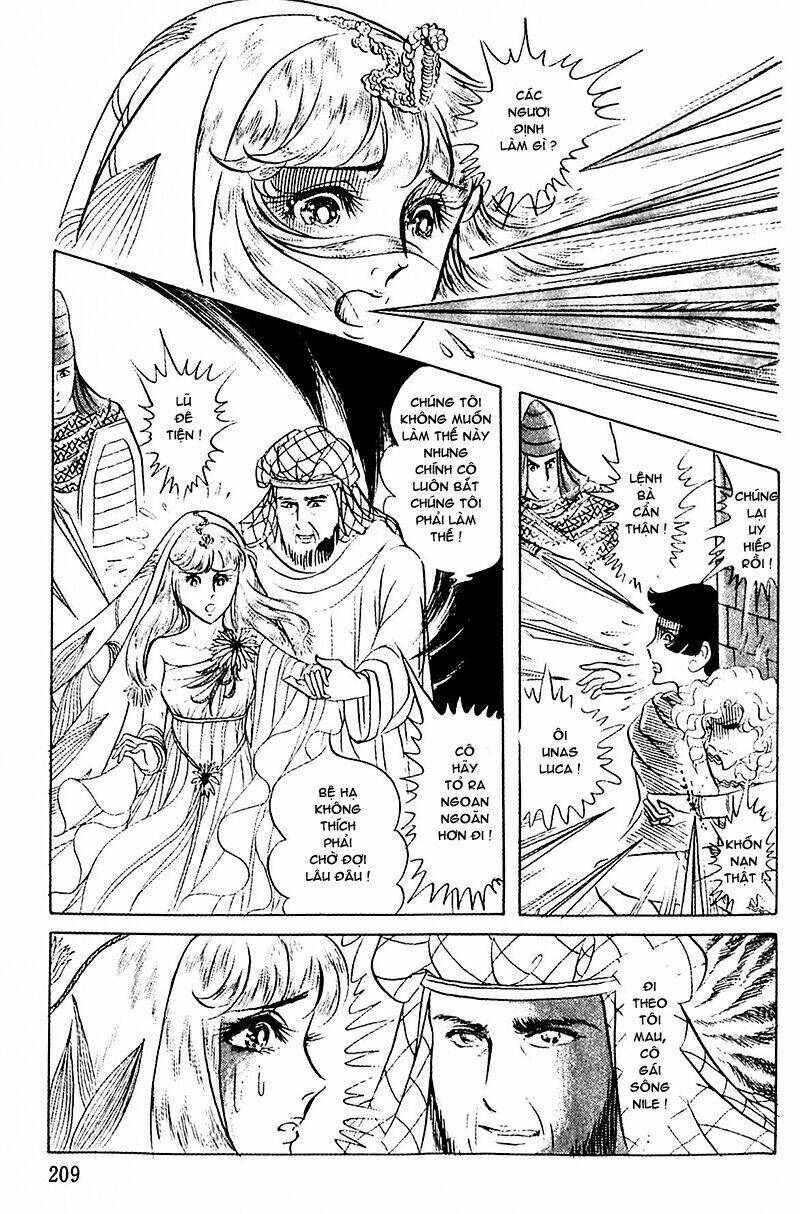 CÁC
NGƯƠI
ĐỊNH
LÀM GÌ ?
LŨ
ĐÊ
TIỆN !
CHÚNG TÔI
KHÔNG MUỐN
LÀM THẾ NÀY
NHƯNG
CHÍNH CÔ
LUÔN BẮT
CHÚNG TÔI
PHẢI LÀM
THẾ !
LỆNH
BÀ
CẨN
THẬN !
CHÚNG
LẠI
UY
HIẾP
RỒI !
BỆ HẠ
KHÔNG
THÍCH
PHẢI
CHỜ ĐỢI
LÂU ĐÂU !
CÔ
HÃY
TỎ RA
NGOAN
NGOÃN
HƠN ĐI !
ÔI
UNAS
LUCA !
KHỐN
NẠN
THẬT !
ĐI
THEO
TÔI
MAU,
CÔ
GÁI
SÔNG
NILE !
209